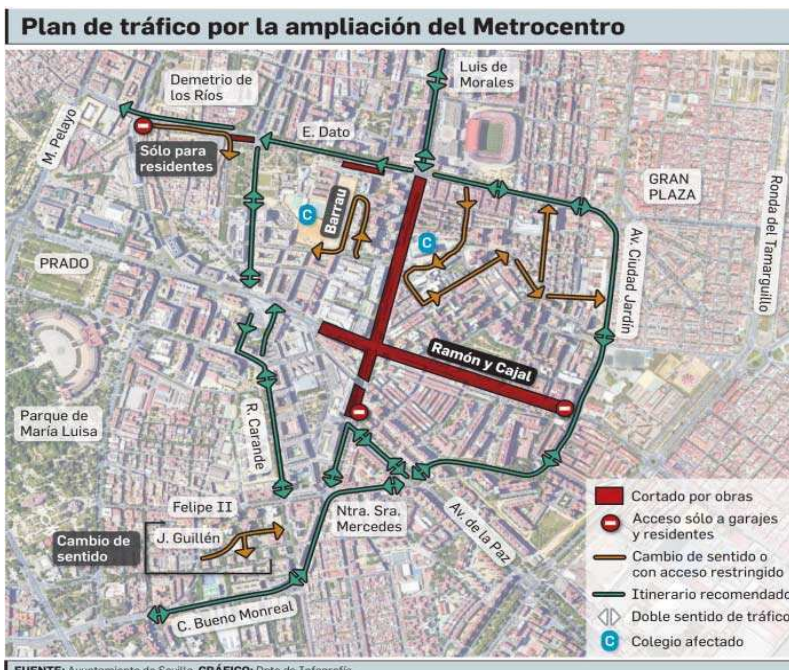 Plan de tráfico por la ampliación del Metrocentro
Demetrio de
los Ríos
Luis de
Morales
M. Pelayo
E. Dato
Sólo para
residentes
GRAN
PLAZA
Barrau
C
C
PRADO
Av. Ciudad Jardín
Ronda del Tamarguillo
Ramón y Cajal
Parque de
María Luisa
R. Carande
Felipe II
Ntra. Sra.
Mercedes
Av. de la Paz
Cambio de
sentido
J. Guillén
C. Bueno Monreal
Cortado por obras
Acceso sólo a garajes
y residentes
Cambio de sentido o
con acceso restringido
Itinerario recomendado
Doble sentido de tráfico
C
Colegio afectado
FUENTE: Ayuntamiento de Sevilla. GRÁFICO: Dpto de Infografía